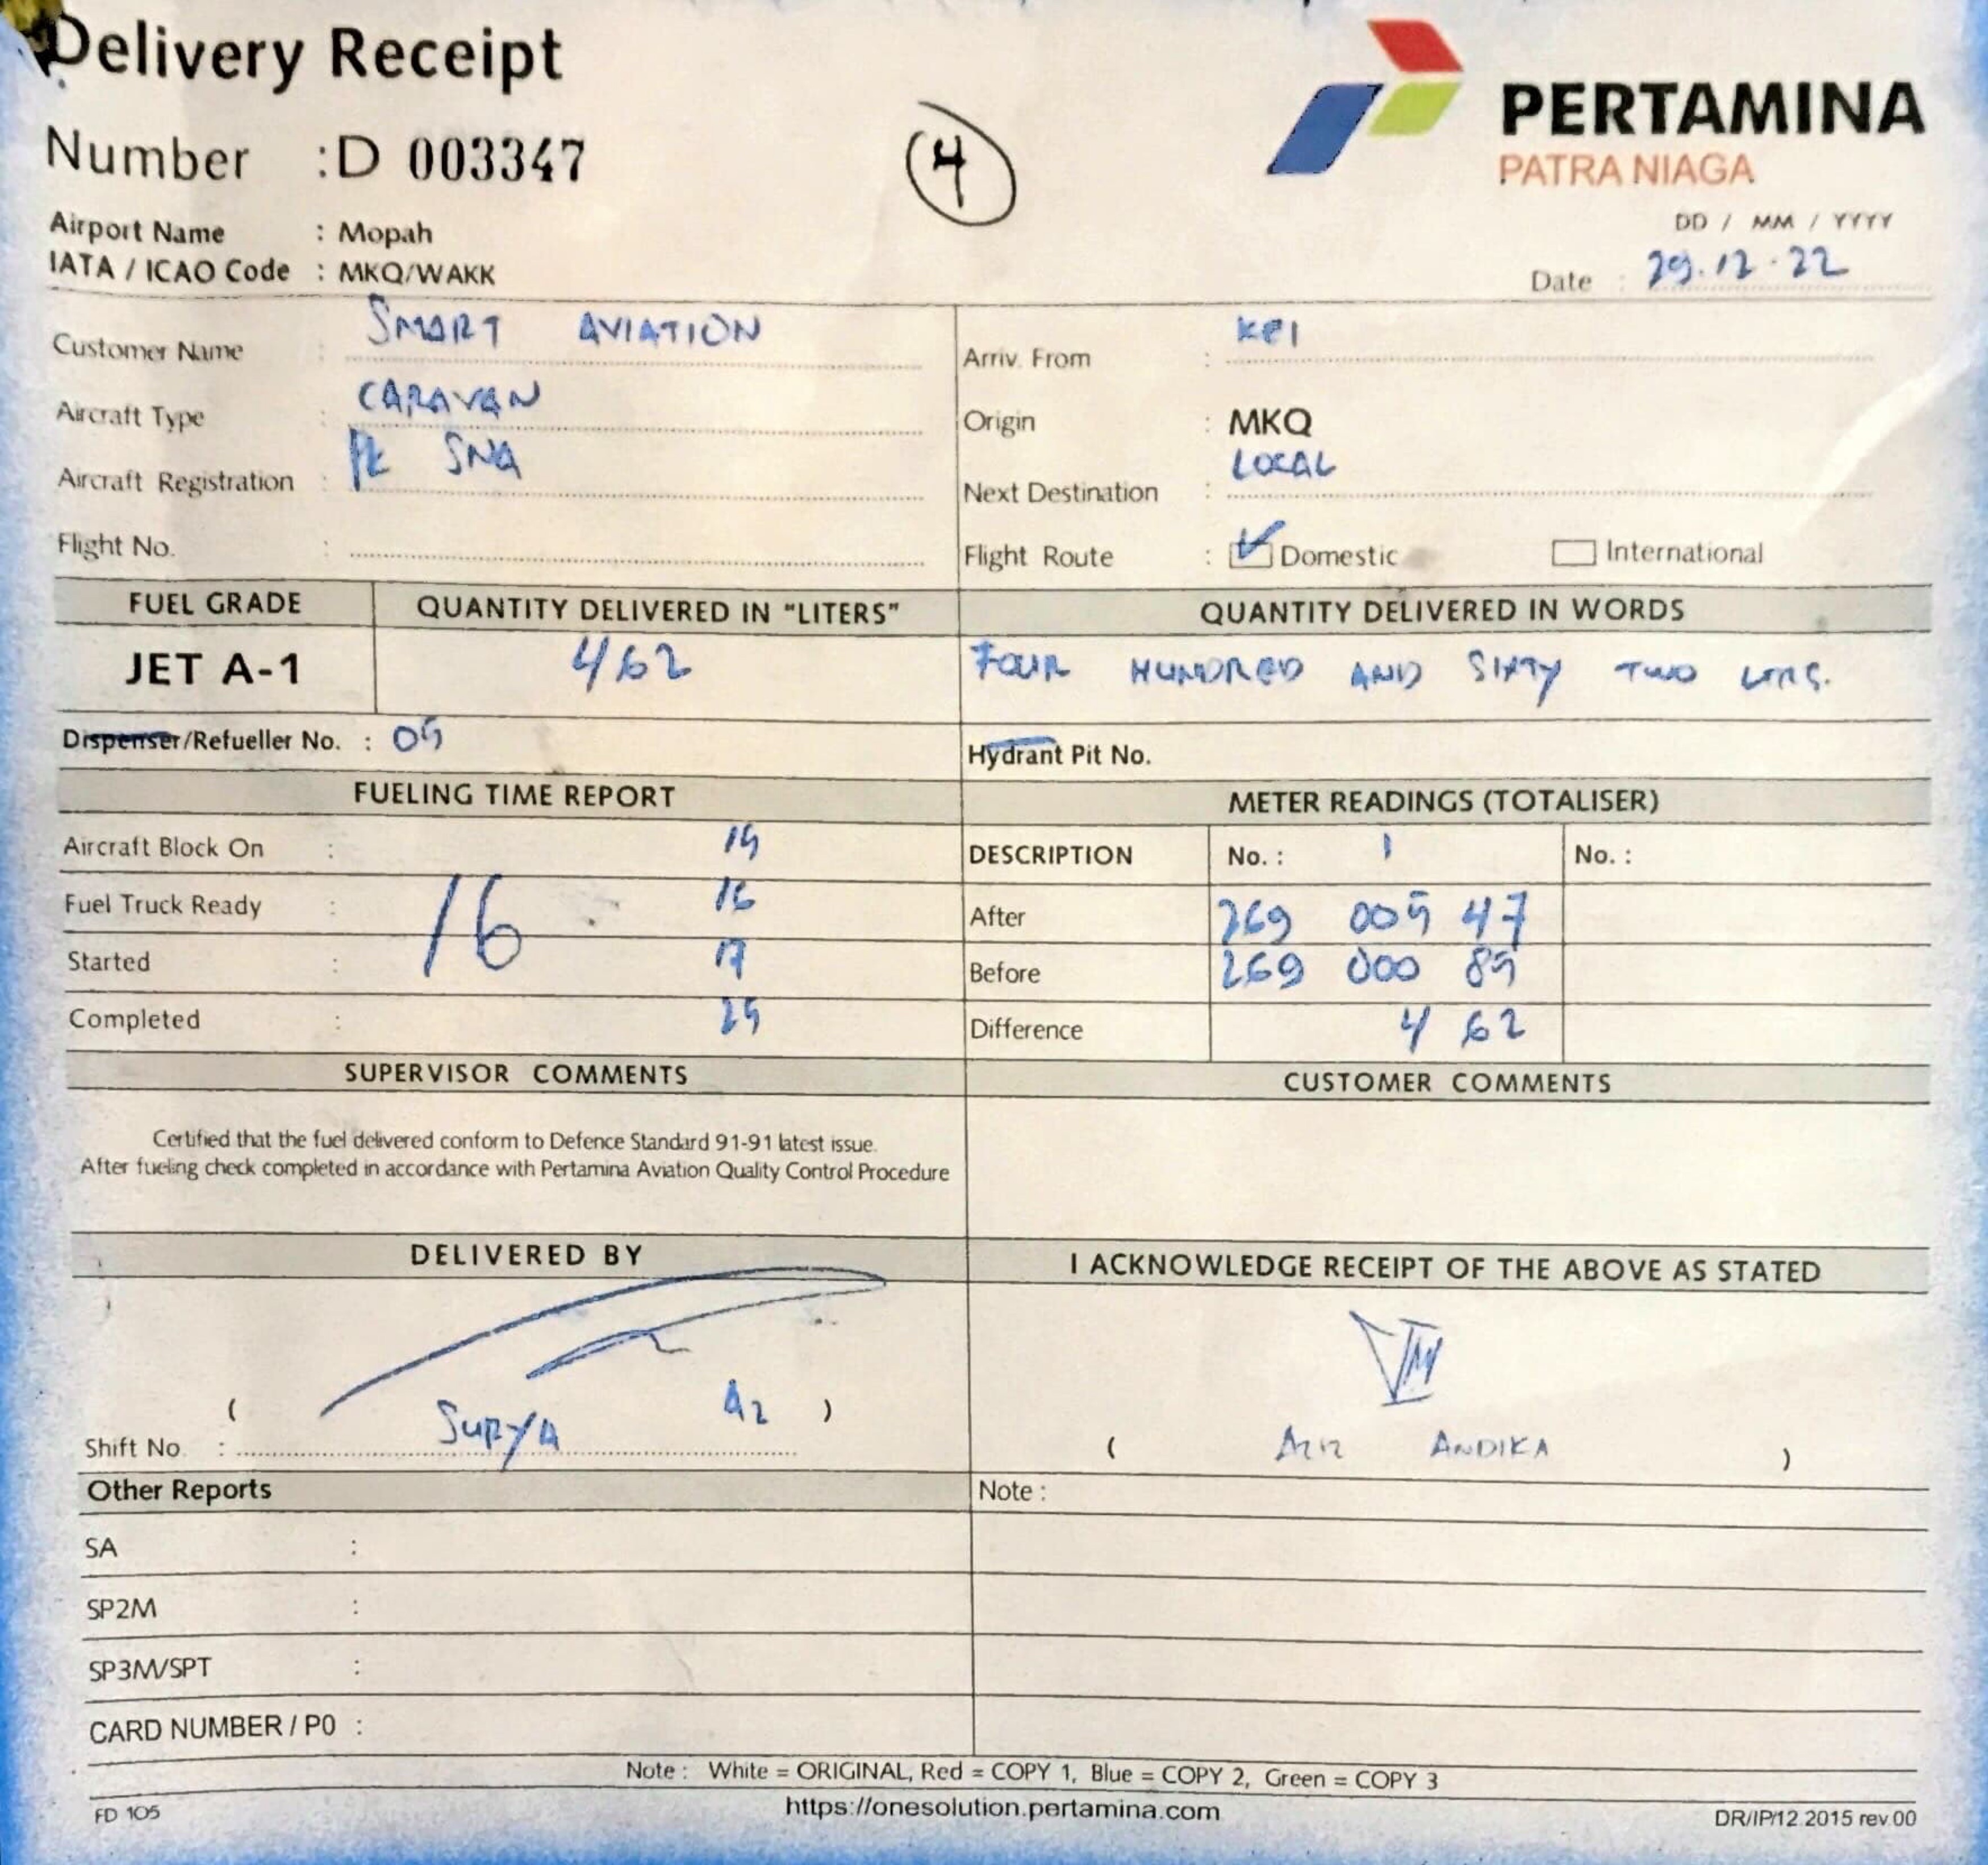 Delivery Receipt
Number : D 003347
4
PERTAMINA
PATRA NIAGA
Airport Name : Mopah
IATA / ICAO Code : MKQ/WAKK
DD / MM / YYYY
Date : 29.12.22
Customer Name : SMART AVIATION
Aircraft Type : CARAVAN
Aircraft Registration : PK SNA
Flight No. :
Arriv. From : KEI
Origin : MKQ
Next Destination : LOCAL
Flight Route : Domestic International
FUEL GRADE QUANTITY DELIVERED IN "LITERS" QUANTITY DELIVERED IN WORDS
JET A-1 462 FOUR HUNDRED AND SIXTY TWO LTRS.
Dispenser/Refueller No. : 05 Hydrant Pit No.
FUELING TIME REPORT
Aircraft Block On : 15
Fuel Truck Ready : 16
16
Started : 17
Completed : 25
METER READINGS (TOTALISER)
DESCRIPTION No. : 1 No. :
After 269 005 47
Before 269 000 85
Difference 4 62
SUPERVISOR COMMENTS
Certified that the fuel delivered conform to Defence Standard 91-91 latest issue.
After fueling check completed in accordance with Pertamina Aviation Quality Control Procedure
CUSTOMER COMMENTS
DELIVERED BY
( A2 )
Shift No. : SURYA
I ACKNOWLEDGE RECEIPT OF THE ABOVE AS STATED
( AZIZ ANDIKA )
Other Reports
SA :
SP2M :
SP3M/SPT :
CARD NUMBER / P0 :
Note :
Note : White = ORIGINAL, Red = COPY 1, Blue = COPY 2, Green = COPY 3
https://onesolution.pertamina.com
FD 105
DR/IP/12.2015 rev.00